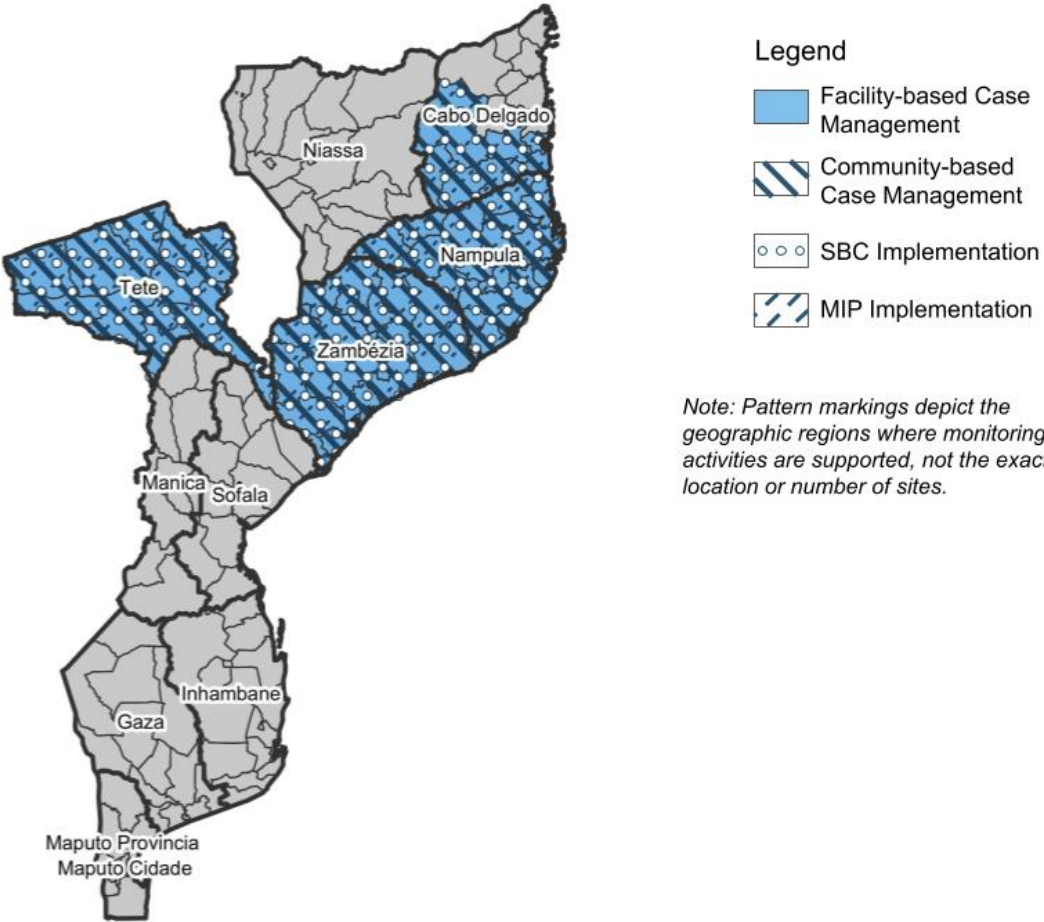 Legend
Facility-based Case
Management
Community-based
Case Management
SBC Implementation
MIP Implementation
Note: Pattern markings depict the
geographic regions where monitoring
activities are supported, not the exact
location or number of sites.
Cabo Delgado
Niassa
Nampula
Tete
Zambézia
Manica
Sofala
Inhambane
Gaza
Maputo Provincia
Maputo Cidade